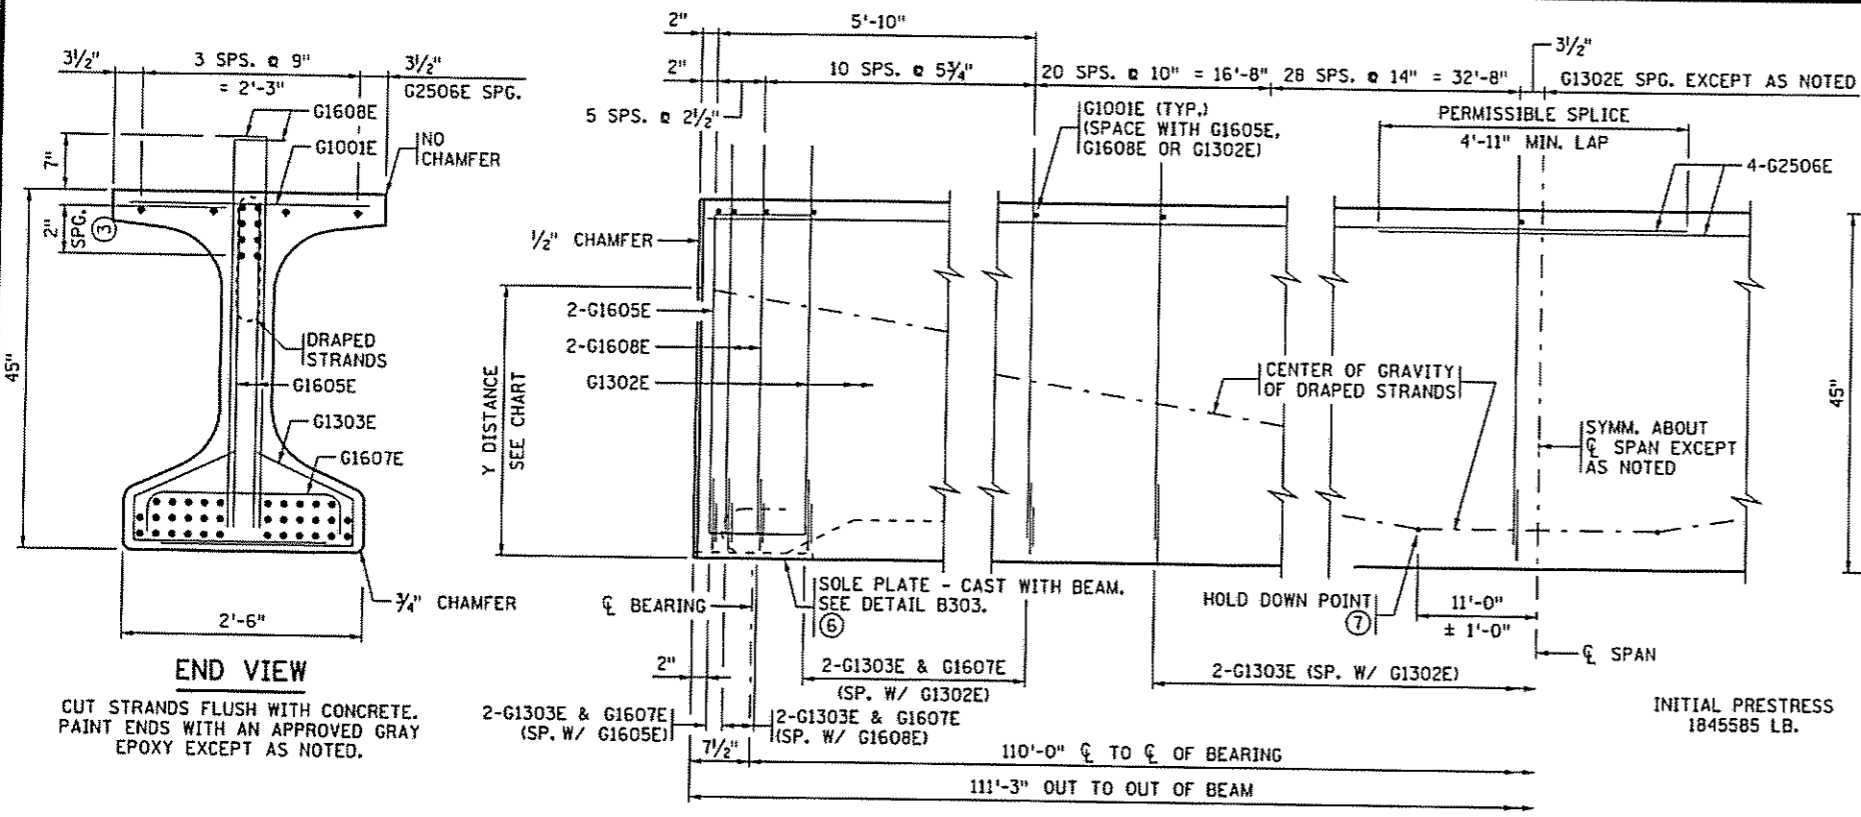 3½"
3 SPS. @ 9"
= 2'-3"
3½"
G2506E SPG.
G1608E
G1001E
NO
CHAMFER
7"
2"
SPG.
3
45"
DRAPED
STRANDS
G1605E
G1303E
G1607E
¾" CHAMFER
2'-6"
END VIEW
CUT STRANDS FLUSH WITH CONCRETE.
PAINT ENDS WITH AN APPROVED GRAY
EPOXY EXCEPT AS NOTED.
2"
5'-10"
2"
10 SPS. @ 5¾"
20 SPS. @ 10" = 16'-8"
28 SPS. @ 14" = 32'-8"
3½"
G1302E SPG. EXCEPT AS NOTED
5 SPS. @ 2½"
G1001E (TYP.)
(SPACE WITH G1605E,
G1608E OR G1302E)
PERMISSIBLE SPLICE
4'-11" MIN. LAP
4-G2506E
½" CHAMFER
2-G1605E
2-G1608E
G1302E
Y DISTANCE
SEE CHART
CENTER OF GRAVITY
OF DRAPED STRANDS
SYMM. ABOUT
℄ SPAN EXCEPT
AS NOTED
45"
℄ BEARING
SOLE PLATE - CAST WITH BEAM.
SEE DETAIL B303.
6
HOLD DOWN POINT
7
11'-0"
± 1'-0"
℄ SPAN
2"
2-G1303E & G1607E
(SP. W/ G1302E)
2-G1303E (SP. W/ G1302E)
2-G1303E & G1607E
(SP. W/ G1605E)
2-G1303E & G1607E
(SP. W/ G1608E)
7½"
110'-0" ℄ TO ℄ OF BEARING
111'-3" OUT TO OUT OF BEAM
INITIAL PRESTRESS
1845585 LB.